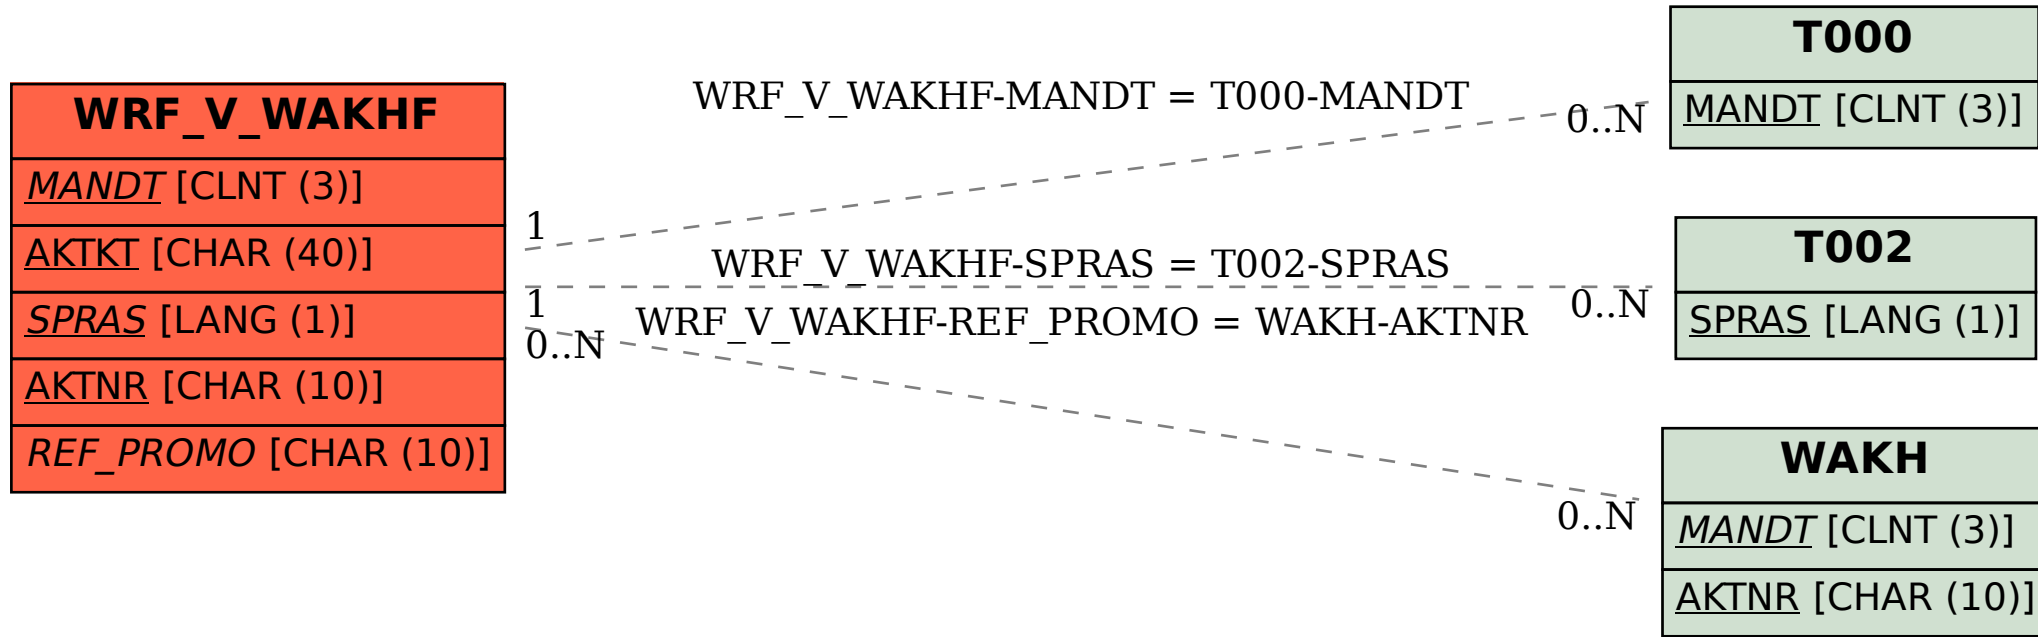 WRF_V_WAKHF
MANDT [CLNT (3)]
AKTKT [CHAR (40)]
SPRAS [LANG (1)]
AKTNR [CHAR (10)]
REF_PROMO [CHAR (10)]
WRF_V_WAKHF-MANDT = T000-MANDT
1
0..N
WRF_V_WAKHF-SPRAS = T002-SPRAS
1
0..N
WRF_V_WAKHF-REF_PROMO = WAKH-AKTNR
0..N
0..N
T000
MANDT [CLNT (3)]
T002
SPRAS [LANG (1)]
WAKH
MANDT [CLNT (3)]
AKTNR [CHAR (10)]